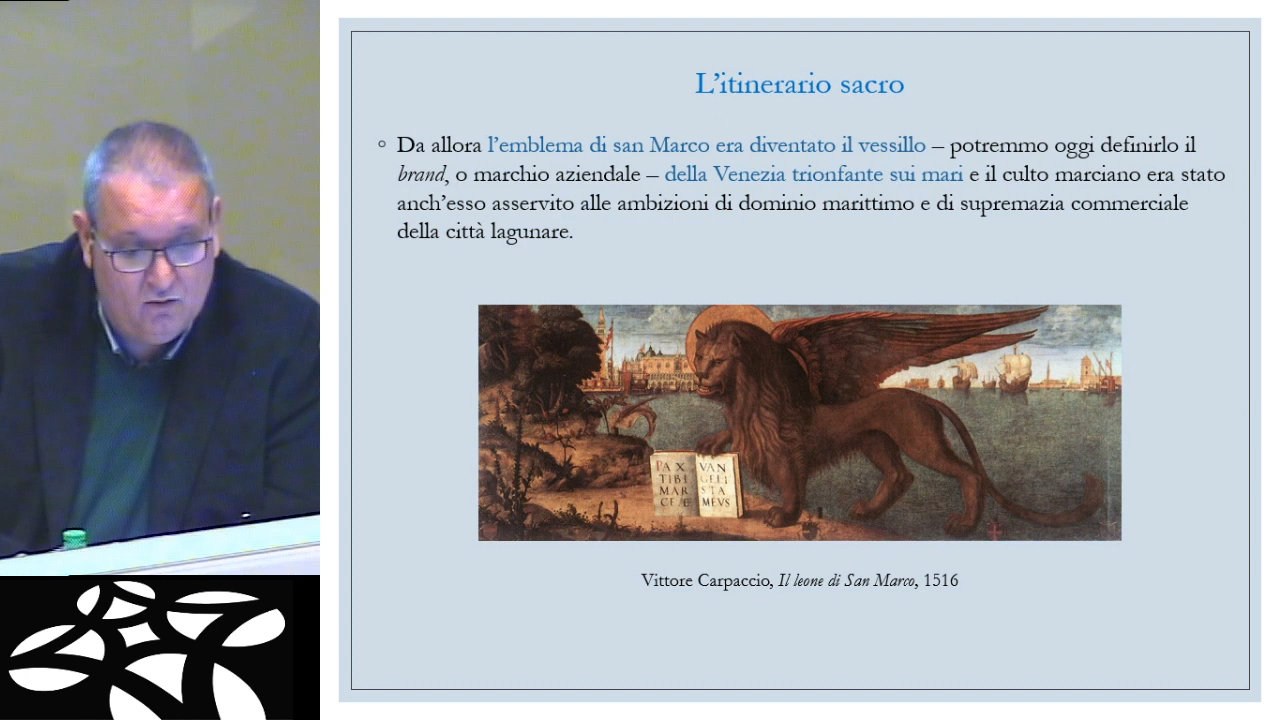 L'itinerario sacro
◦ Da allora l'emblema di san Marco era diventato il vessillo – potremmo oggi definirlo il
brand, o marchio aziendale – della Venezia trionfante sui mari e il culto marciano era stato
anch'esso asservito alle ambizioni di dominio marittimo e di supremazia commerciale
della città lagunare.
PAX VAN
TIBI GELI
MAR STA
CE MEVS
Vittore Carpaccio, Il leone di San Marco, 1516